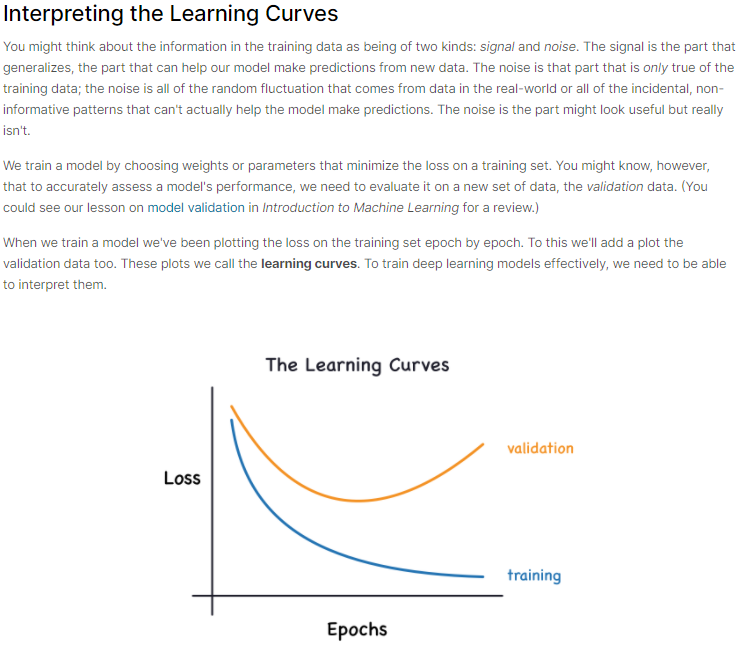 Interpreting the Learning Curves
You might think about the information in the training data as being of two kinds: signal and noise. The signal is the part that
generalizes, the part that can help our model make predictions from new data. The noise is that part that is only true of the
training data; the noise is all of the random fluctuation that comes from data in the real-world or all of the incidental, non-
informative patterns that can't actually help the model make predictions. The noise is the part might look useful but really
isn't.
We train a model by choosing weights or parameters that minimize the loss on a training set. You might know, however,
that to accurately assess a model's performance, we need to evaluate it on a new set of data, the validation data. (You
could see our lesson on model validation in Introduction to Machine Learning for a review.)
When we train a model we've been plotting the loss on the training set epoch by epoch. To this we'll add a plot the
validation data too. These plots we call the learning curves. To train deep learning models effectively, we need to be able
to interpret them.
The Learning Curves
validation
Loss
training
Epochs